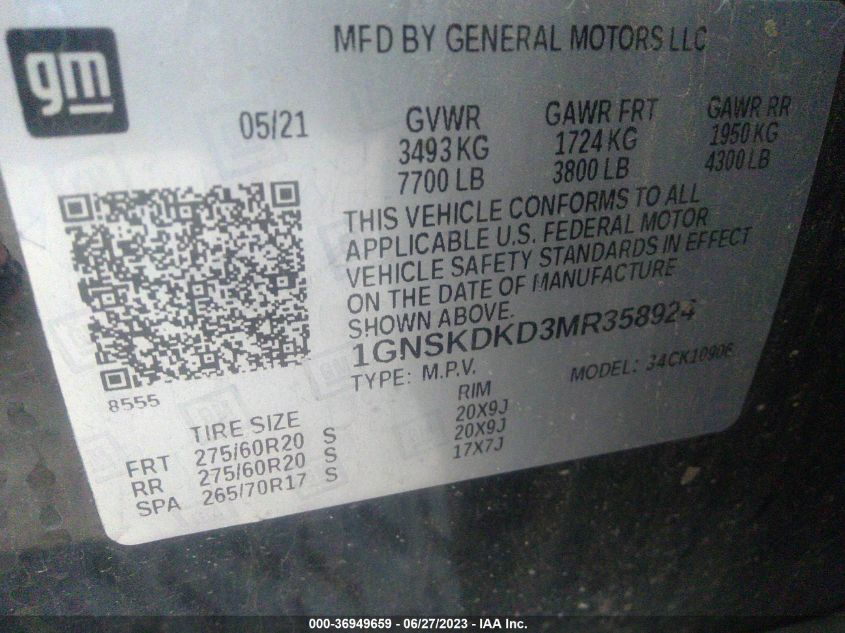 gm
MFD BY GENERAL MOTORS LLC
05/21
GVWR GAWR FRT GAWR RR
3493 KG 1724 KG 1950 KG
7700 LB 3800 LB 4300 LB
THIS VEHICLE CONFORMS TO ALL
APPLICABLE U.S. FEDERAL MOTOR
VEHICLE SAFETY STANDARDS IN EFFECT
ON THE DATE OF MANUFACTURE
SHOWN ABOVE.
1GNSKDKD3MR358924
TYPE: M.P.V. MODEL: 34CK10906
8555
TIRE SIZE RIM
FRT 275/60R20 S 20X9J
RR 275/60R20 S 20X9J
SPA 265/70R17 S 17X7J
000-36949659 - 06/27/2023 - IAA Inc.